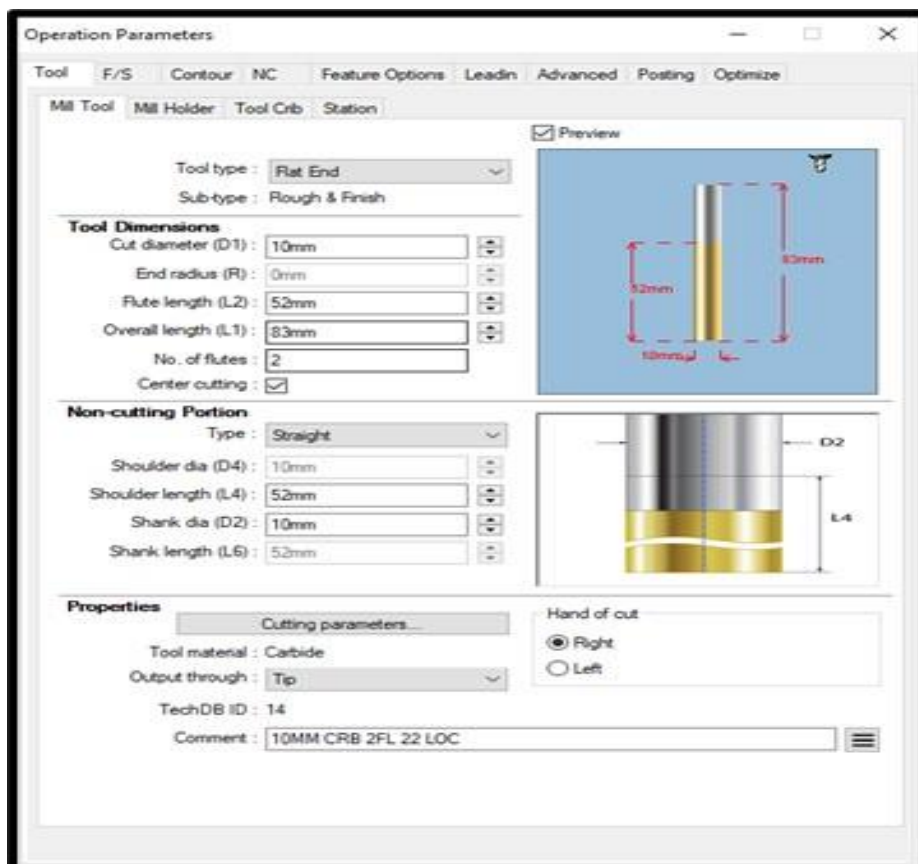 Operation Parameters
Tool F/S Contour NC Feature Options Leadin Advanced Posting Optimize
Mill Tool Mill Holder Tool Crib Station
Preview
Tool type : Flat End
Sub-type : Rough & Finish
Tool Dimensions
Cut diameter (D1) : 10mm
End radius (R) : 0mm
Flute length (L2) : 52mm
Overall length (L1) : 83mm
No. of flutes : 2
Center cutting :
83mm
52mm
10mm
Non-cutting Portion
Type : Straight
Shoulder dia (D4) : 10mm
Shoulder length (L4) : 52mm
Shank dia (D2) : 10mm
Shank length (L6) : 52mm
D2
L4
Properties
Cutting parameters...
Tool material : Carbide
Output through : Tip
TechDB ID : 14
Comment : 10MM CRB 2FL 22 LOC
Hand of cut
Right
Left